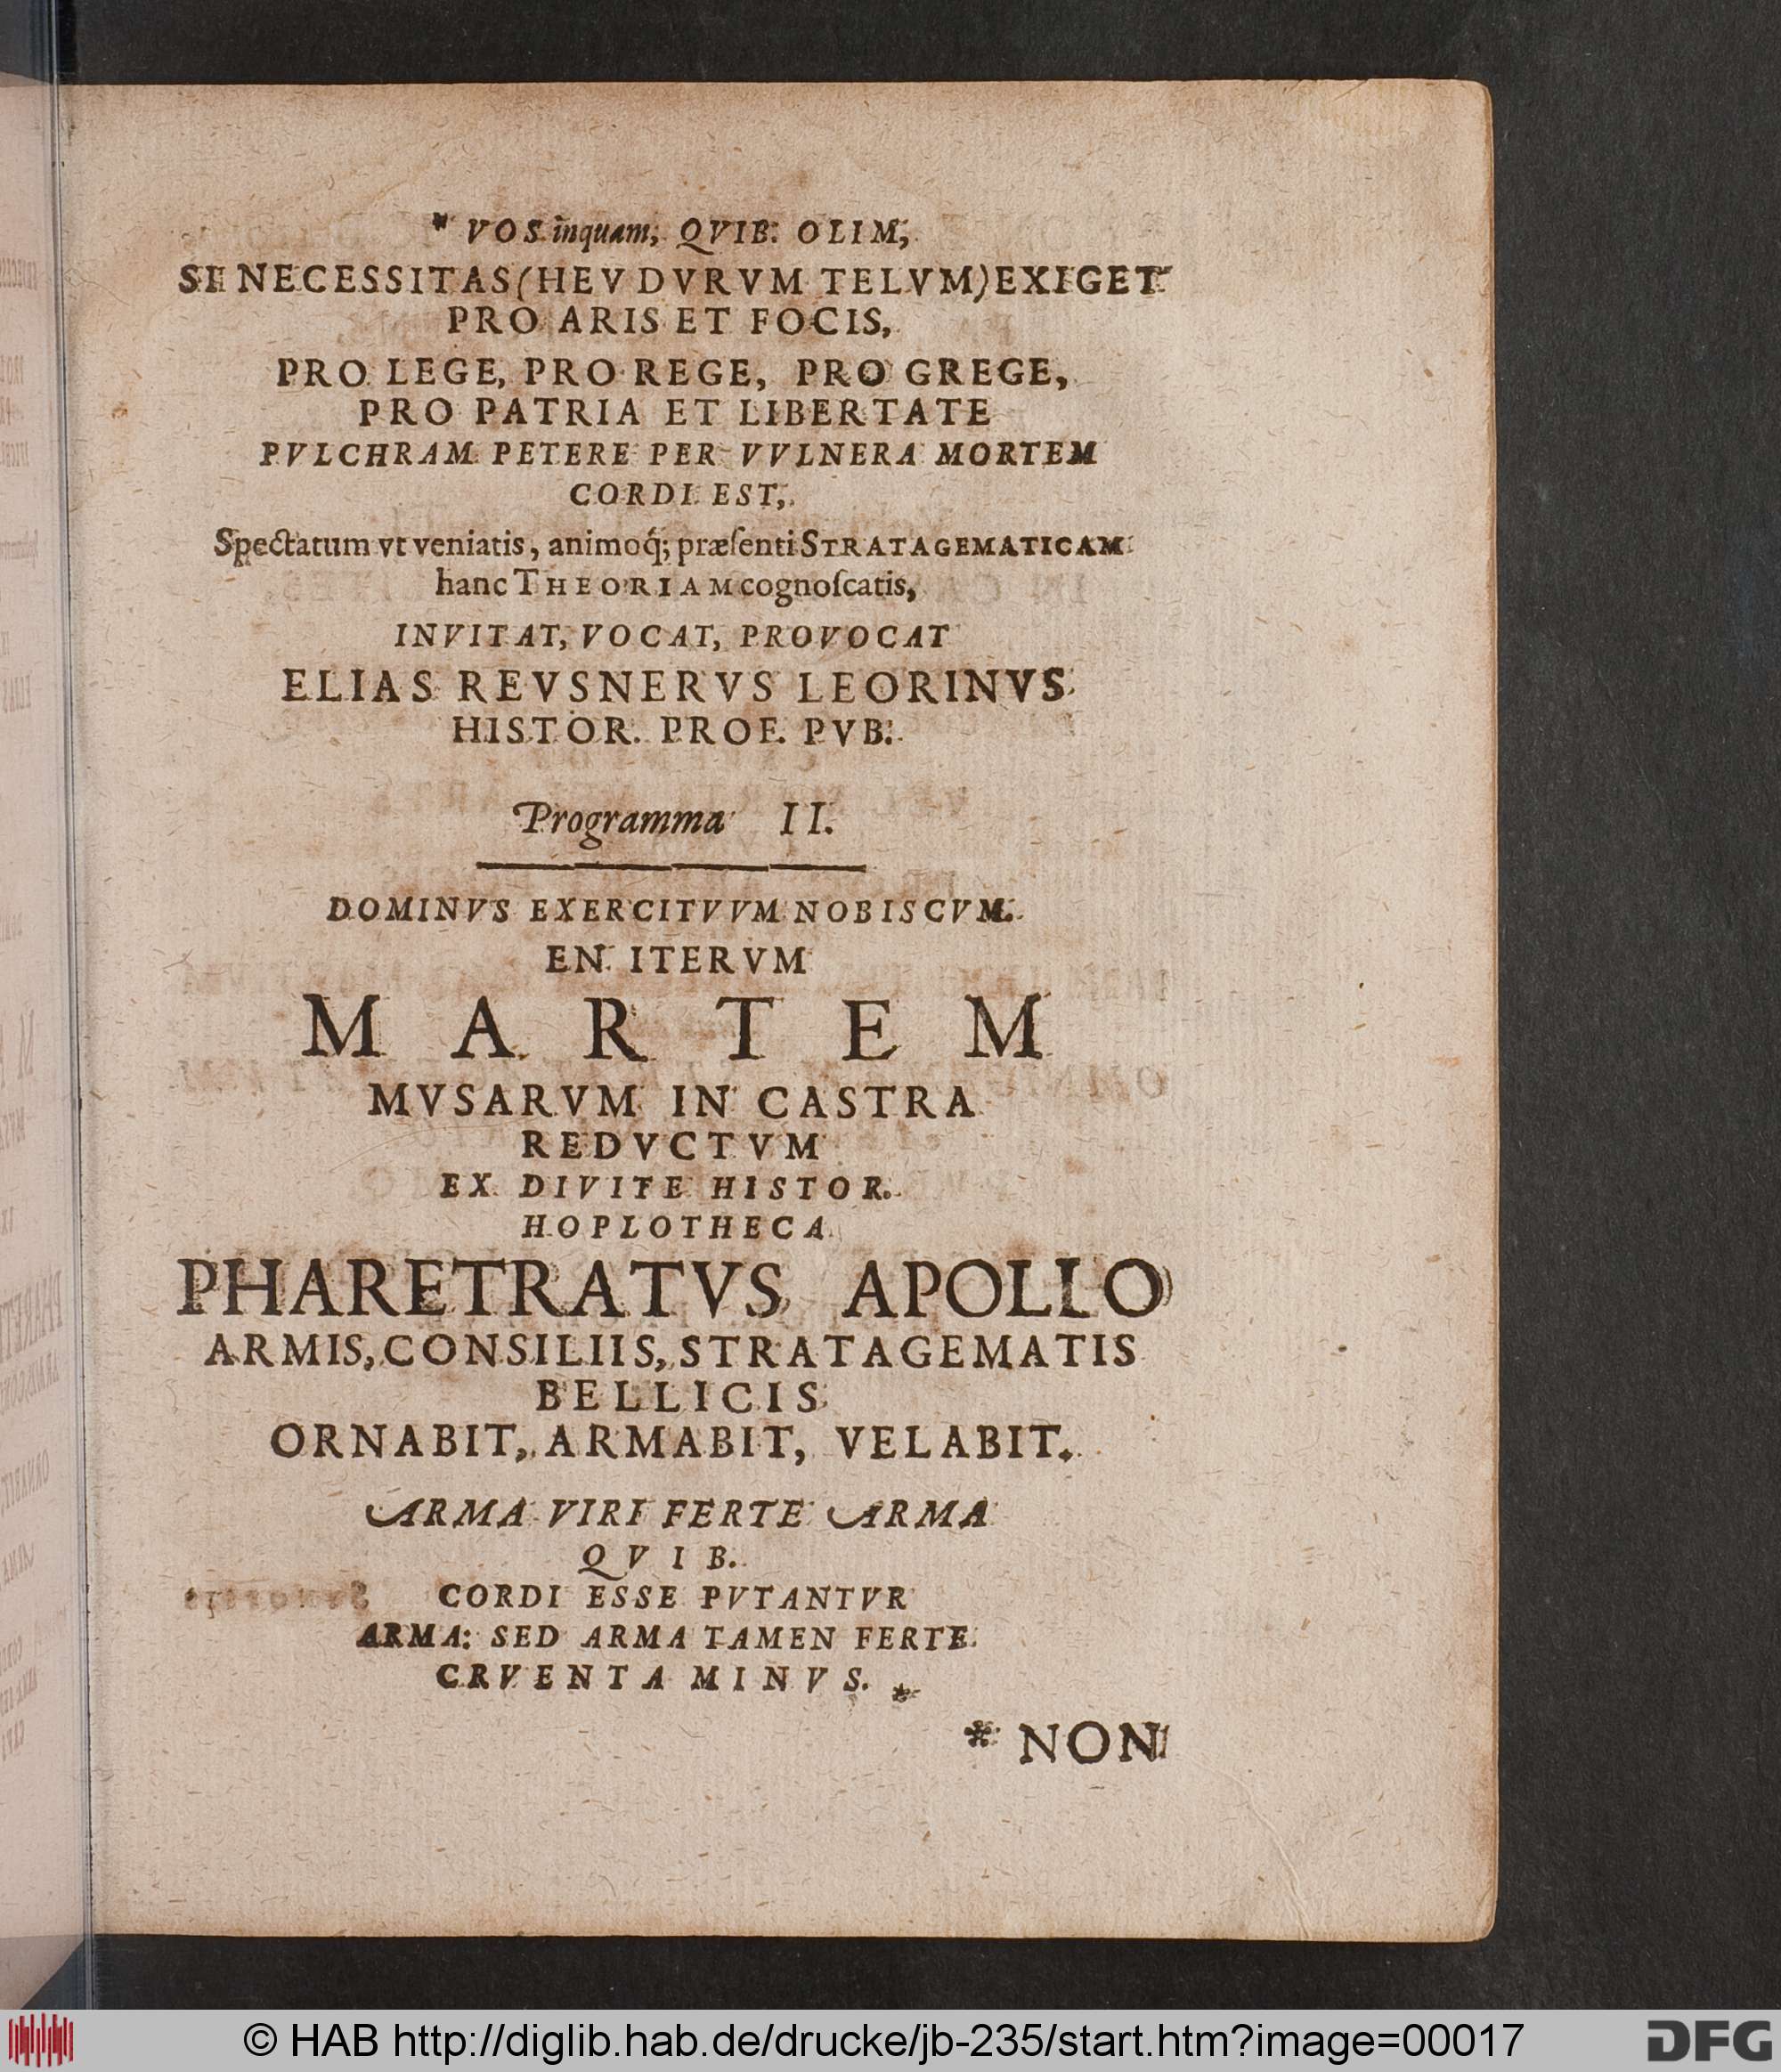 * VOS inquam, QVIB. OLIM,
SI NECESSITAS (HEV DVRVM TELVM) EXIGET
PRO ARIS ET FOCIS,
PRO LEGE, PRO REGE, PRO GREGE,
PRO PATRIA ET LIBERTATE
PVLCHRAM PETERE PER VVLNERA MORTEM
CORDI EST,
Spectatum vt veniatis, animoq́; præſenti STRATAGEMATICAM
hanc THEORIAM cognoſcatis,
INVITAT, VOCAT, PROVOCAT
ELIAS REVSNERVS LEORINVS
HISTOR. PROF. PVB.
Programma II.
DOMINVS EXERCITVVM NOBISCVM.
EN ITERVM
MARTEM
MVSARVM IN CASTRA
REDVCTVM
EX DIVITE HISTOR.
HOPLOTHECA
PHARETRATVS APOLLO
ARMIS, CONSILIIS, STRATAGEMATIS
BELLICIS
ORNABIT, ARMABIT, VELABIT.
ARMA VIRI FERTE ARMA
QVIB.
CORDI ESSE PVTANTVR
ARMA: SED ARMA TAMEN FERTE
CRVENTA MINVS. *
* NON
© HAB http://diglib.hab.de/drucke/jb-235/start.htm?image=00017
DFG